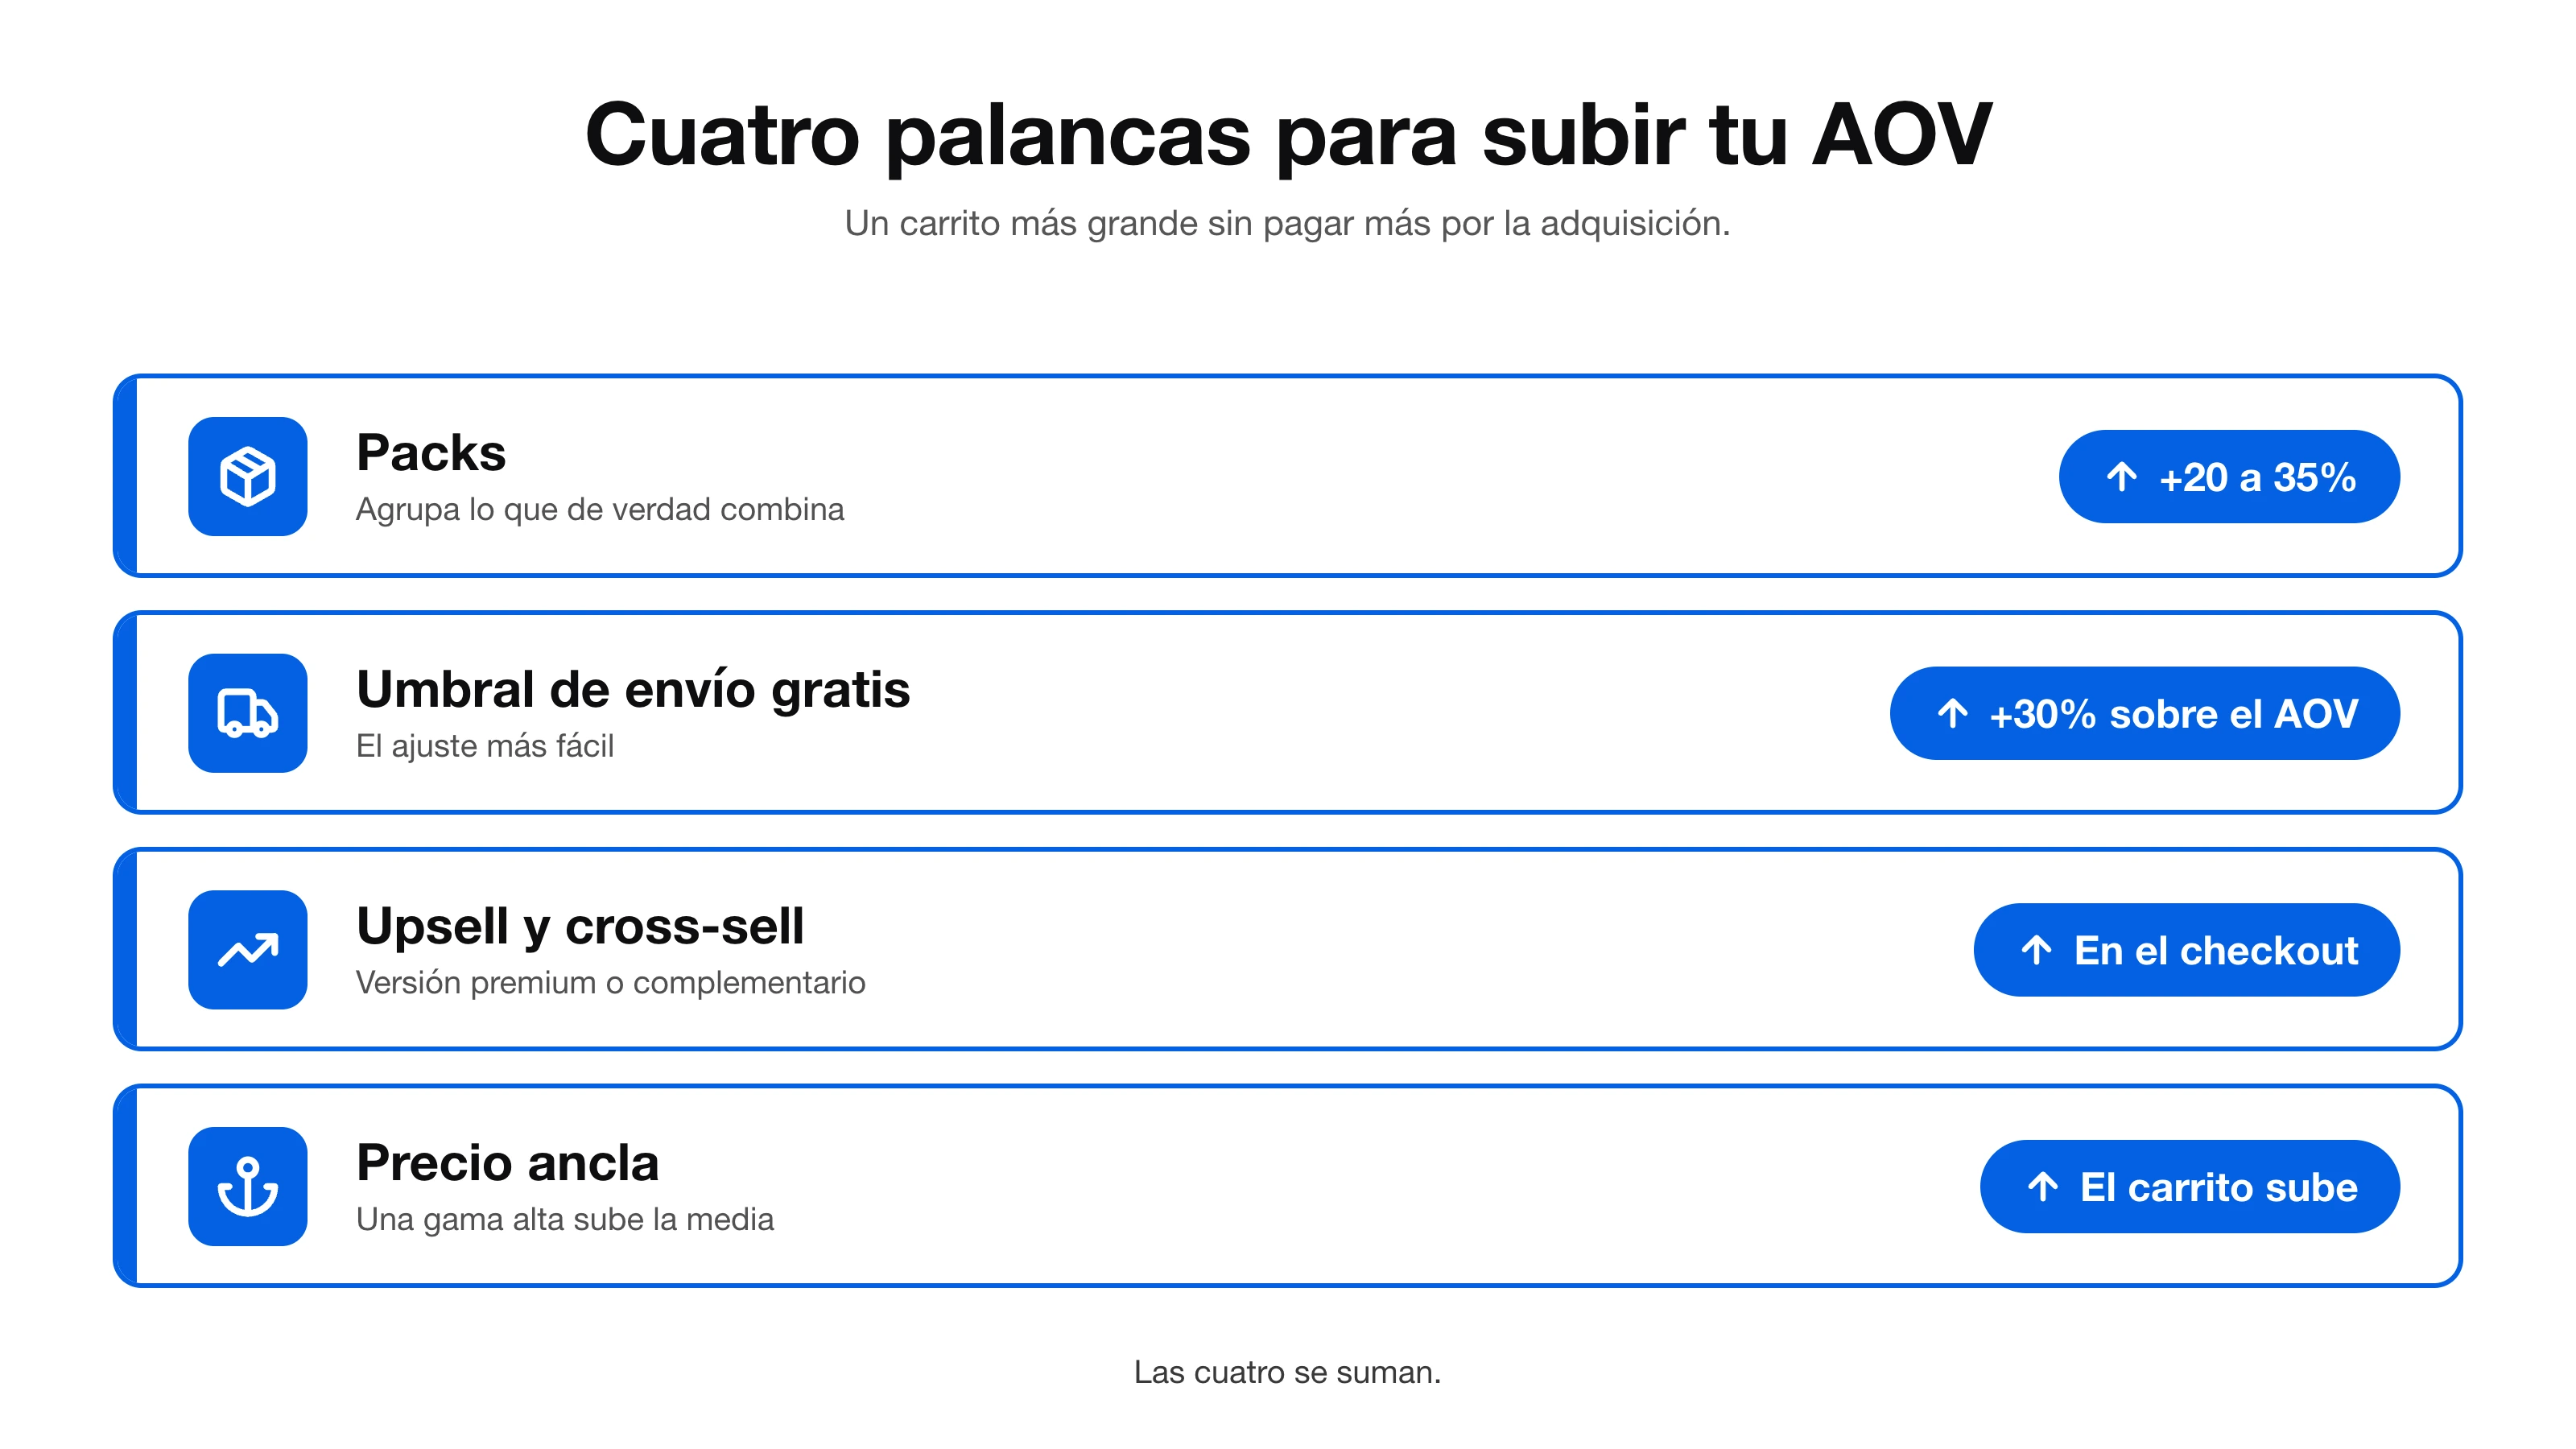 Cuatro palancas para subir tu AOV
Un carrito más grande sin pagar más por la adquisición.
Packs
Agrupa lo que de verdad combina
↑ +20 a 35%
Umbral de envío gratis
El ajuste más fácil
↑ +30% sobre el AOV
Upsell y cross-sell
Versión premium o complementario
↑ En el checkout
Precio ancla
Una gama alta sube la media
↑ El carrito sube
Las cuatro se suman.